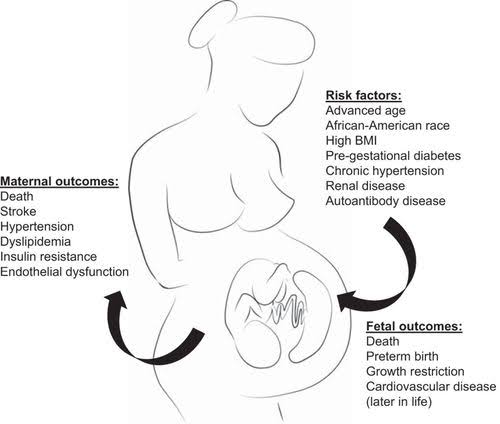 Risk factors:
Advanced age
African-American race
High BMI
Pre-gestational diabetes
Chronic hypertension
Renal disease
Autoantibody disease
Maternal outcomes:
Death
Stroke
Hypertension
Dyslipidemia
Insulin resistance
Endothelial dysfunction
Fetal outcomes:
Death
Preterm birth
Growth restriction
Cardiovascular disease
(later in life)